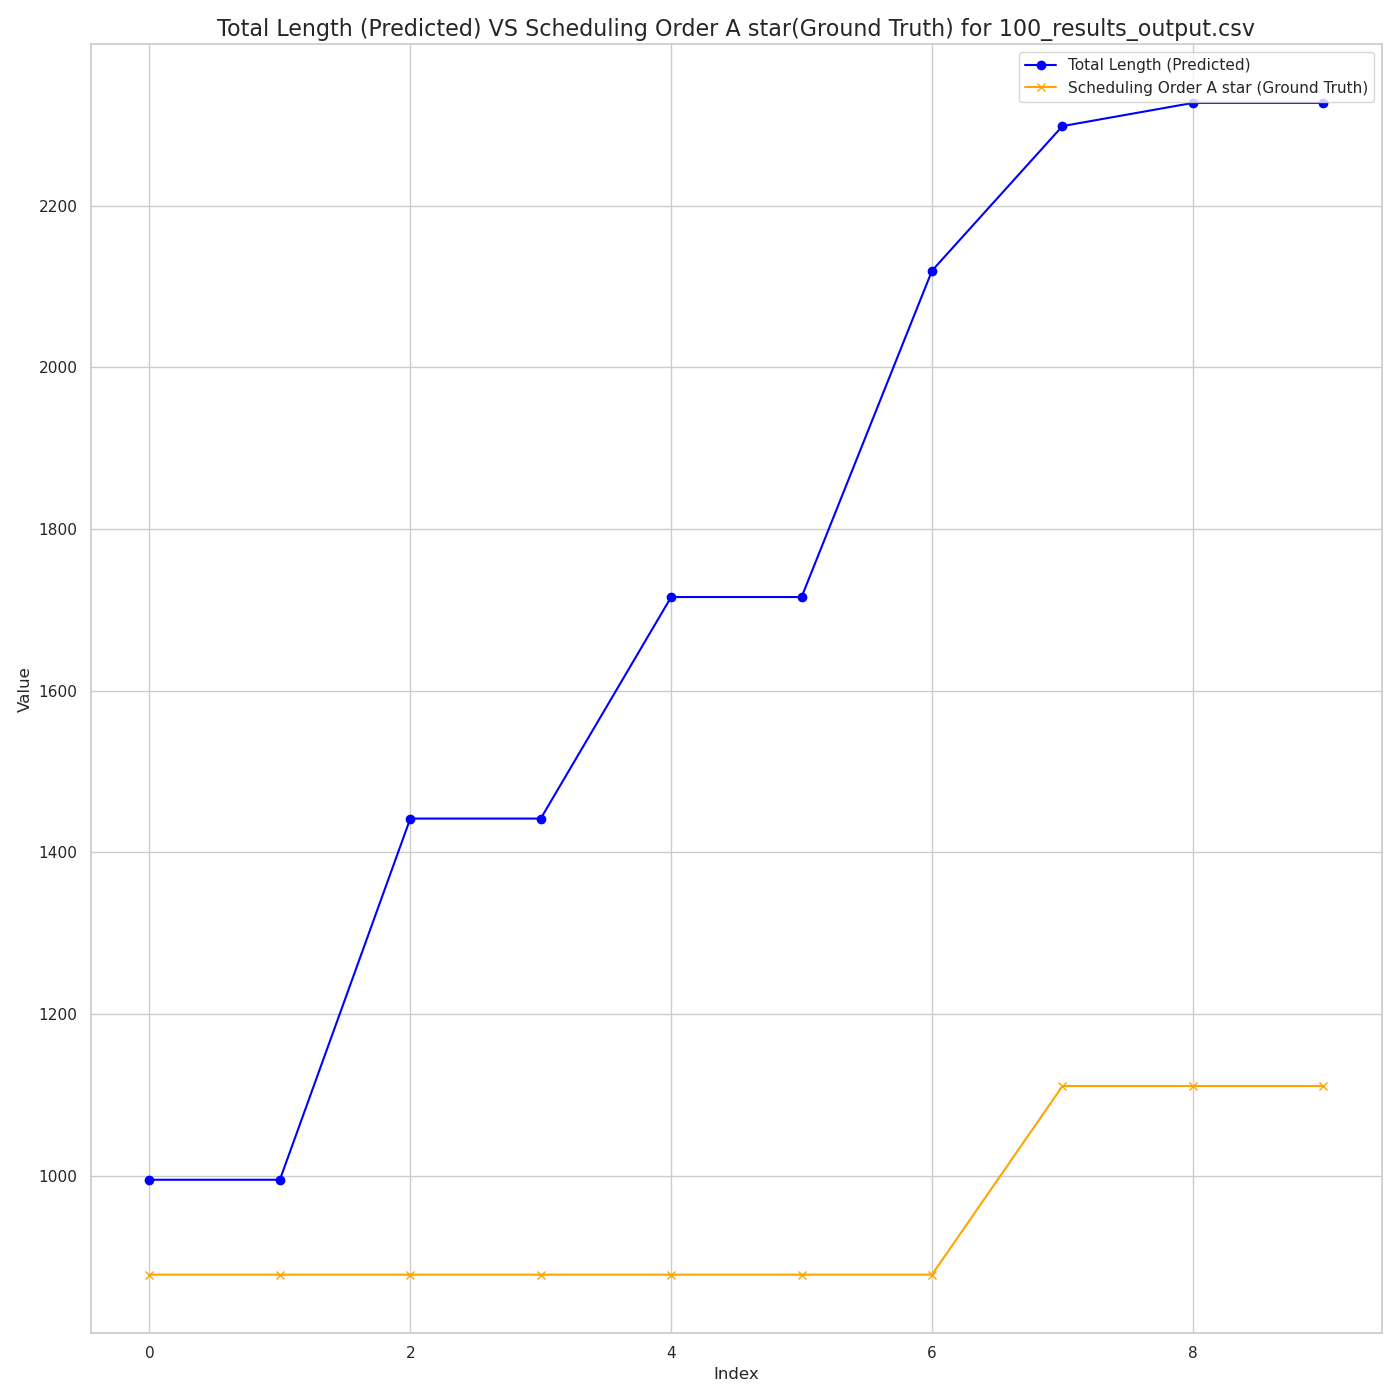 Total Length (Predicted) VS Scheduling Order A star(Ground Truth) for 100_results_output.csv
Total Length (Predicted)
Scheduling Order A star (Ground Truth)
2200
2000
1800
1600
1400
1200
1000
Value
0 2 4 6 8
Index